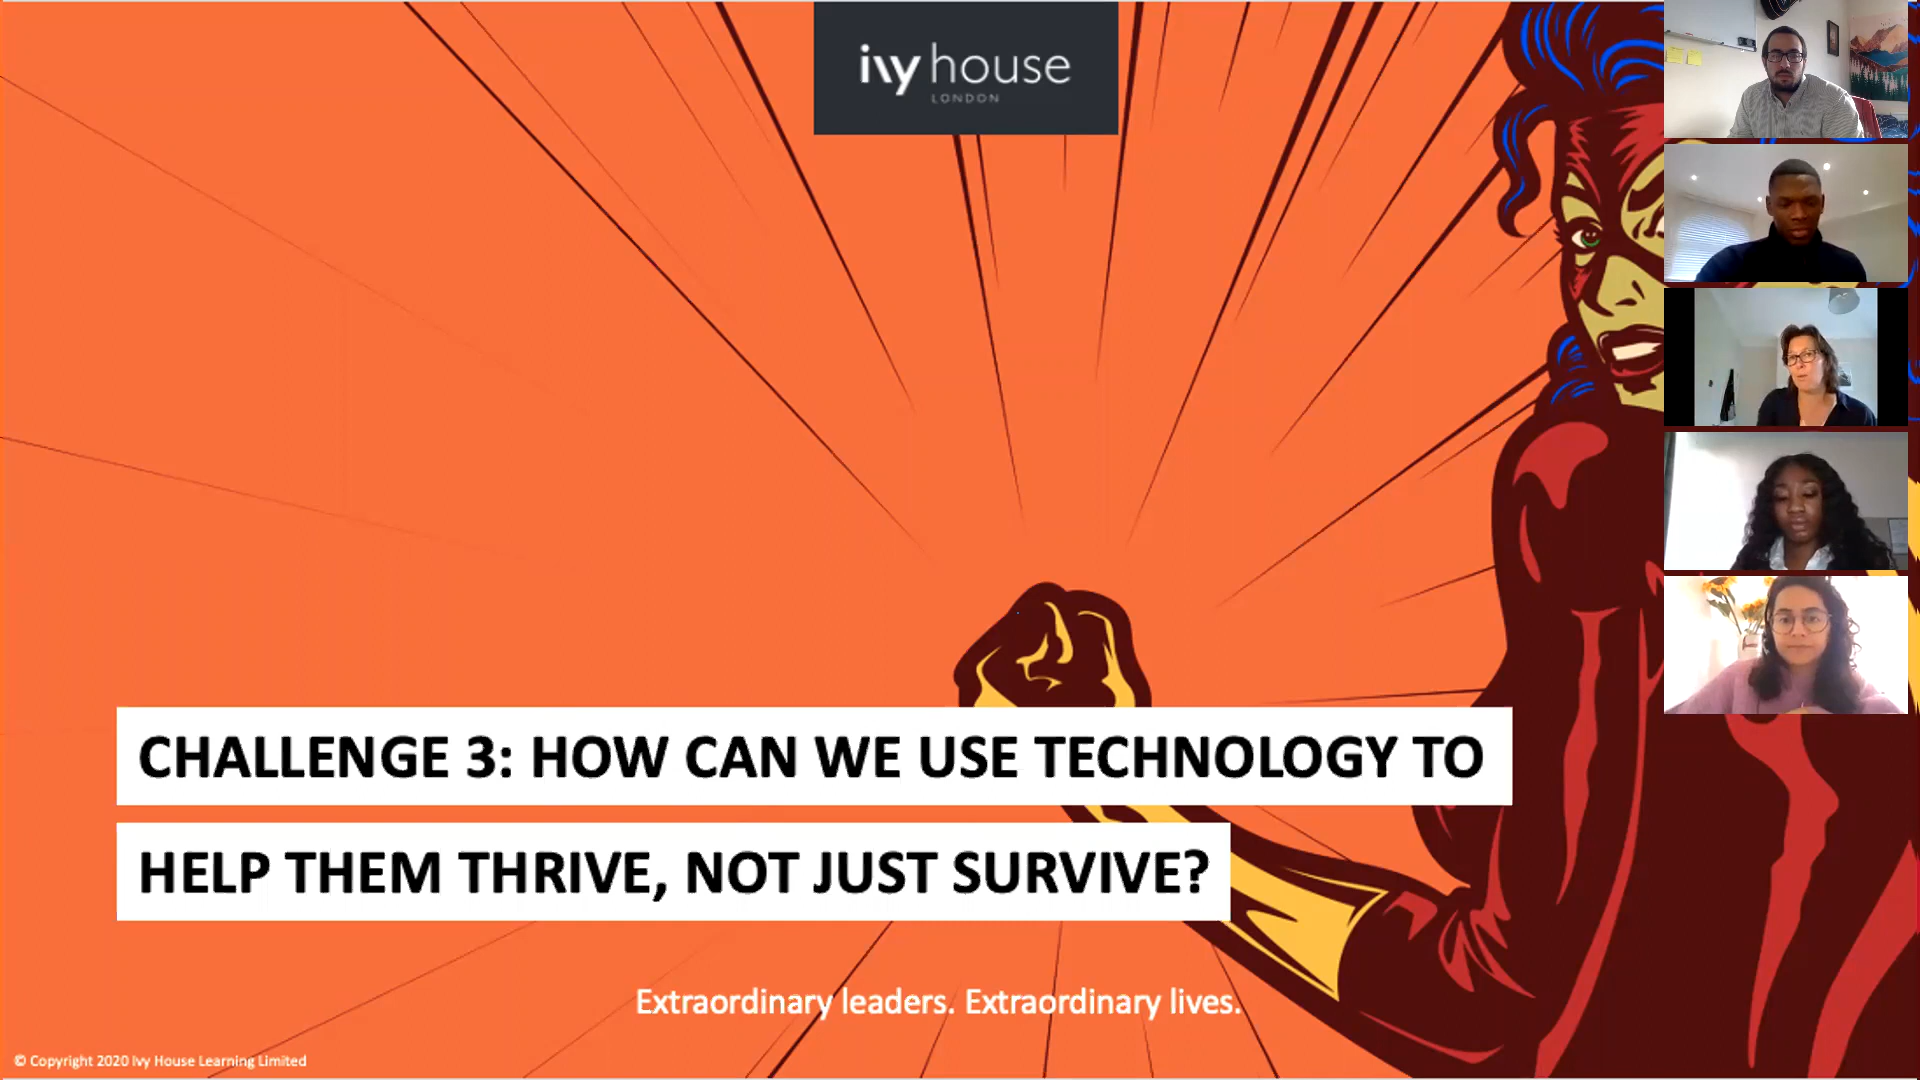 ivy house
LONDON
CHALLENGE 3: HOW CAN WE USE TECHNOLOGY TO
HELP THEM THRIVE, NOT JUST SURVIVE?
Extraordinary leaders. Extraordinary lives.
© Copyright 2020 Ivy House Learning Limited